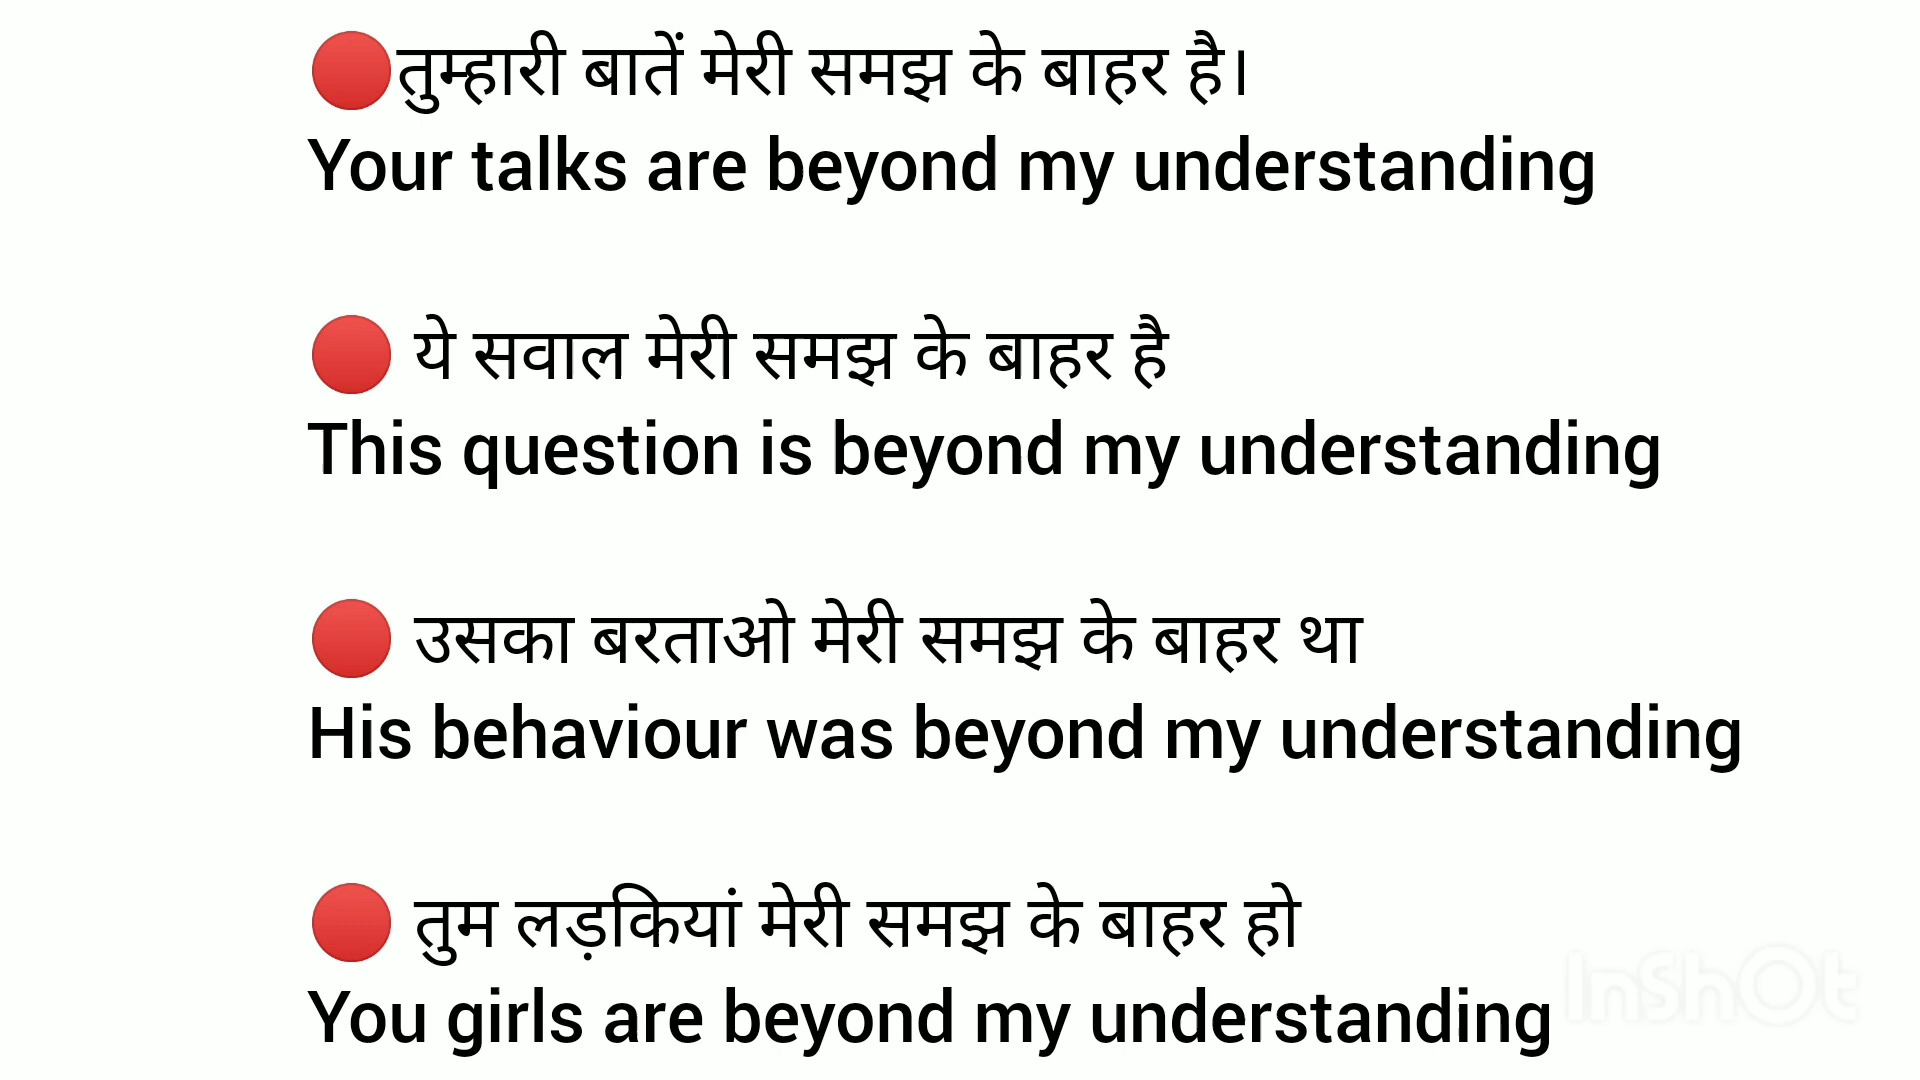 🔴तुम्हारी बातें मेरी समझ के बाहर है।
Your talks are beyond my understanding
🔴 ये सवाल मेरी समझ के बाहर है
This question is beyond my understanding
🔴 उसका बरताओ मेरी समझ के बाहर था
His behaviour was beyond my understanding
🔴 तुम लड़कियां मेरी समझ के बाहर हो
You girls are beyond my understanding
InShOt